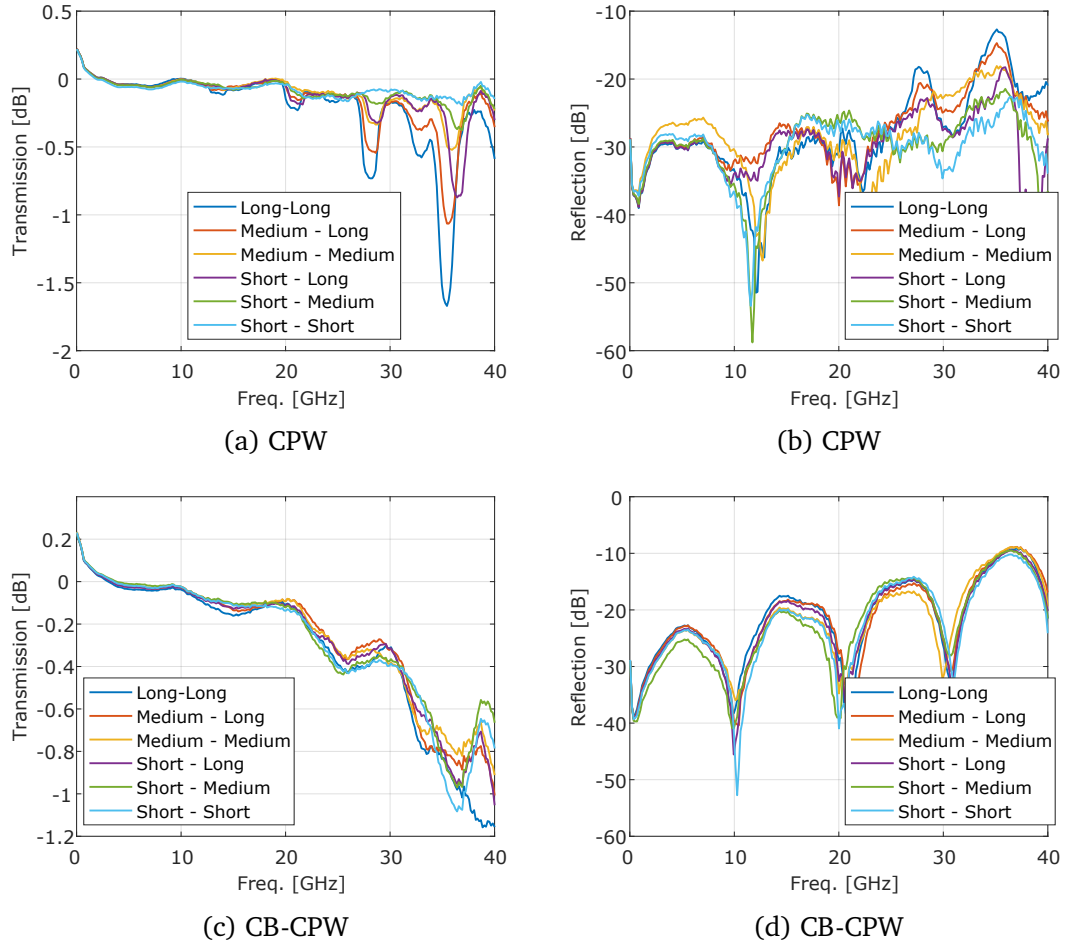 0.5
0
-0.5
-1
-1.5
-2
Transmission [dB]
Long-Long
Medium - Long
Medium - Medium
Short - Long
Short - Medium
Short - Short
0 10 20 30 40
Freq. [GHz]
(a) CPW
-10
-20
-30
-40
-50
-60
Reflection [dB]
Long-Long
Medium - Long
Medium - Medium
Short - Long
Short - Medium
Short - Short
0 10 20 30 40
Freq. [GHz]
(b) CPW
0.2
0
-0.2
-0.4
-0.6
-0.8
-1
-1.2
Transmission [dB]
Long-Long
Medium - Long
Medium - Medium
Short - Long
Short - Medium
Short - Short
0 10 20 30 40
Freq. [GHz]
(c) CB-CPW
0
-10
-20
-30
-40
-50
-60
Reflection [dB]
Long-Long
Medium - Long
Medium - Medium
Short - Long
Short - Medium
Short - Short
0 10 20 30 40
Freq. [GHz]
(d) CB-CPW